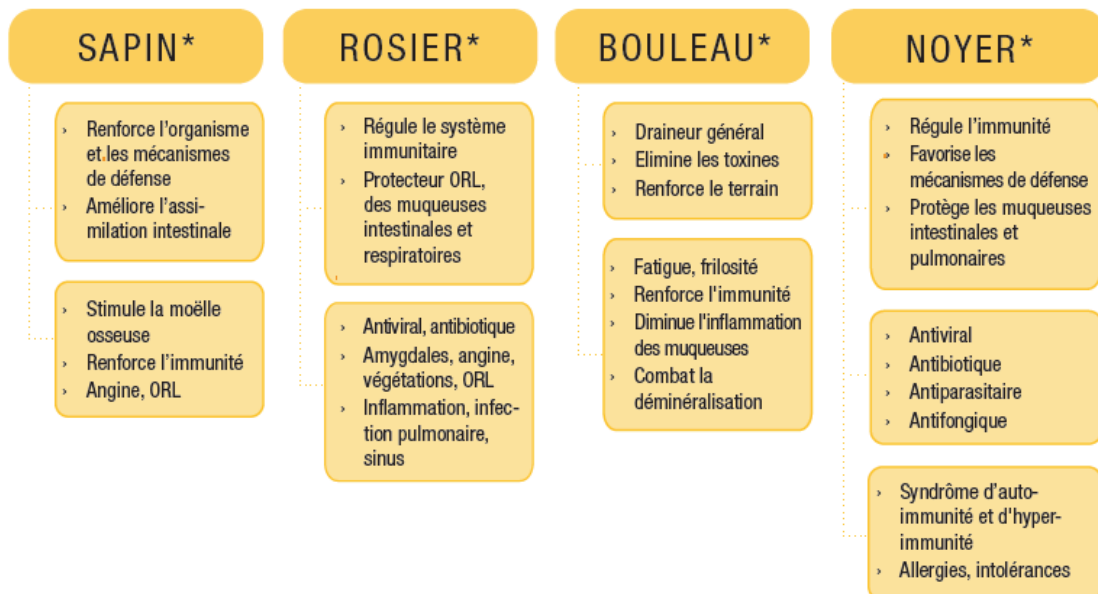 SAPIN*
Renforce l'organisme
et les mécanismes
de défense
Améliore l'assi-
milation intestinale
Stimule la moëlle
osseuse
Renforce l'immunité
Angine, ORL
ROSIER*
Régule le système
immunitaire
Protecteur ORL,
des muqueuses
intestinales et
respiratoires
Antiviral, antibiotique
Amygdales, angine,
végétations, ORL
Inflammation, infec-
tion pulmonaire,
sinus
BOULEAU*
Draineur général
Elimine les toxines
Renforce le terrain
Fatigue, frilosité
Renforce l'immunité
Diminue l'inflammation
des muqueuses
Combat la
déminéralisation
NOYER*
Régule l'immunité
Favorise les
mécanismes de défense
Protège les muqueuses
intestinales et
pulmonaires
Antiviral
Antibiotique
Antiparasitaire
Antifongique
Syndrôme d'auto-
immunité et d'hyper-
immunité
Allergies, intolérances